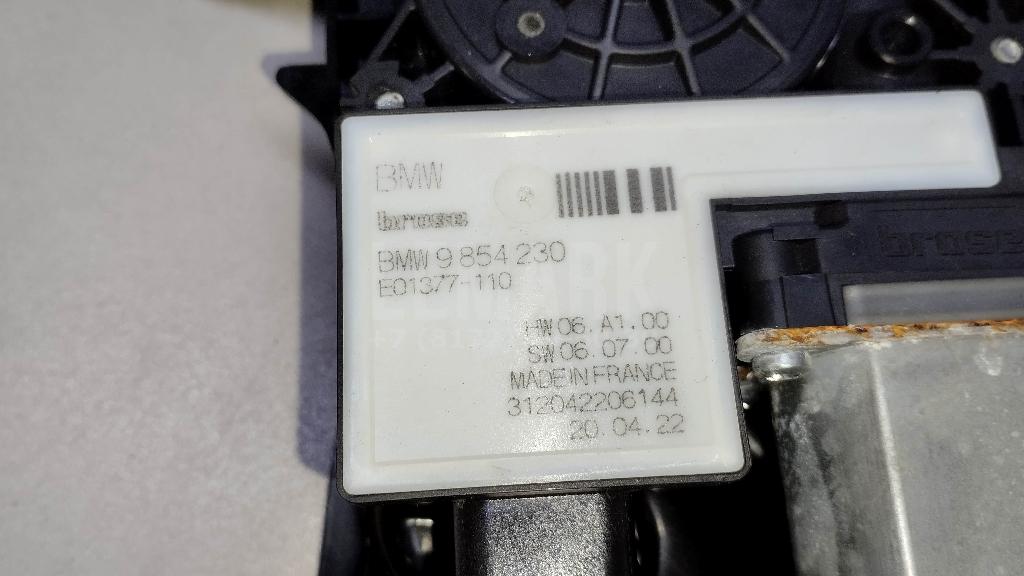 BMW
brose
BMW 9 854 230
E01377-110
HW 06.A1.00
SW 06.07.00
MADE IN FRANCE
312042206144
20.04.22
brose